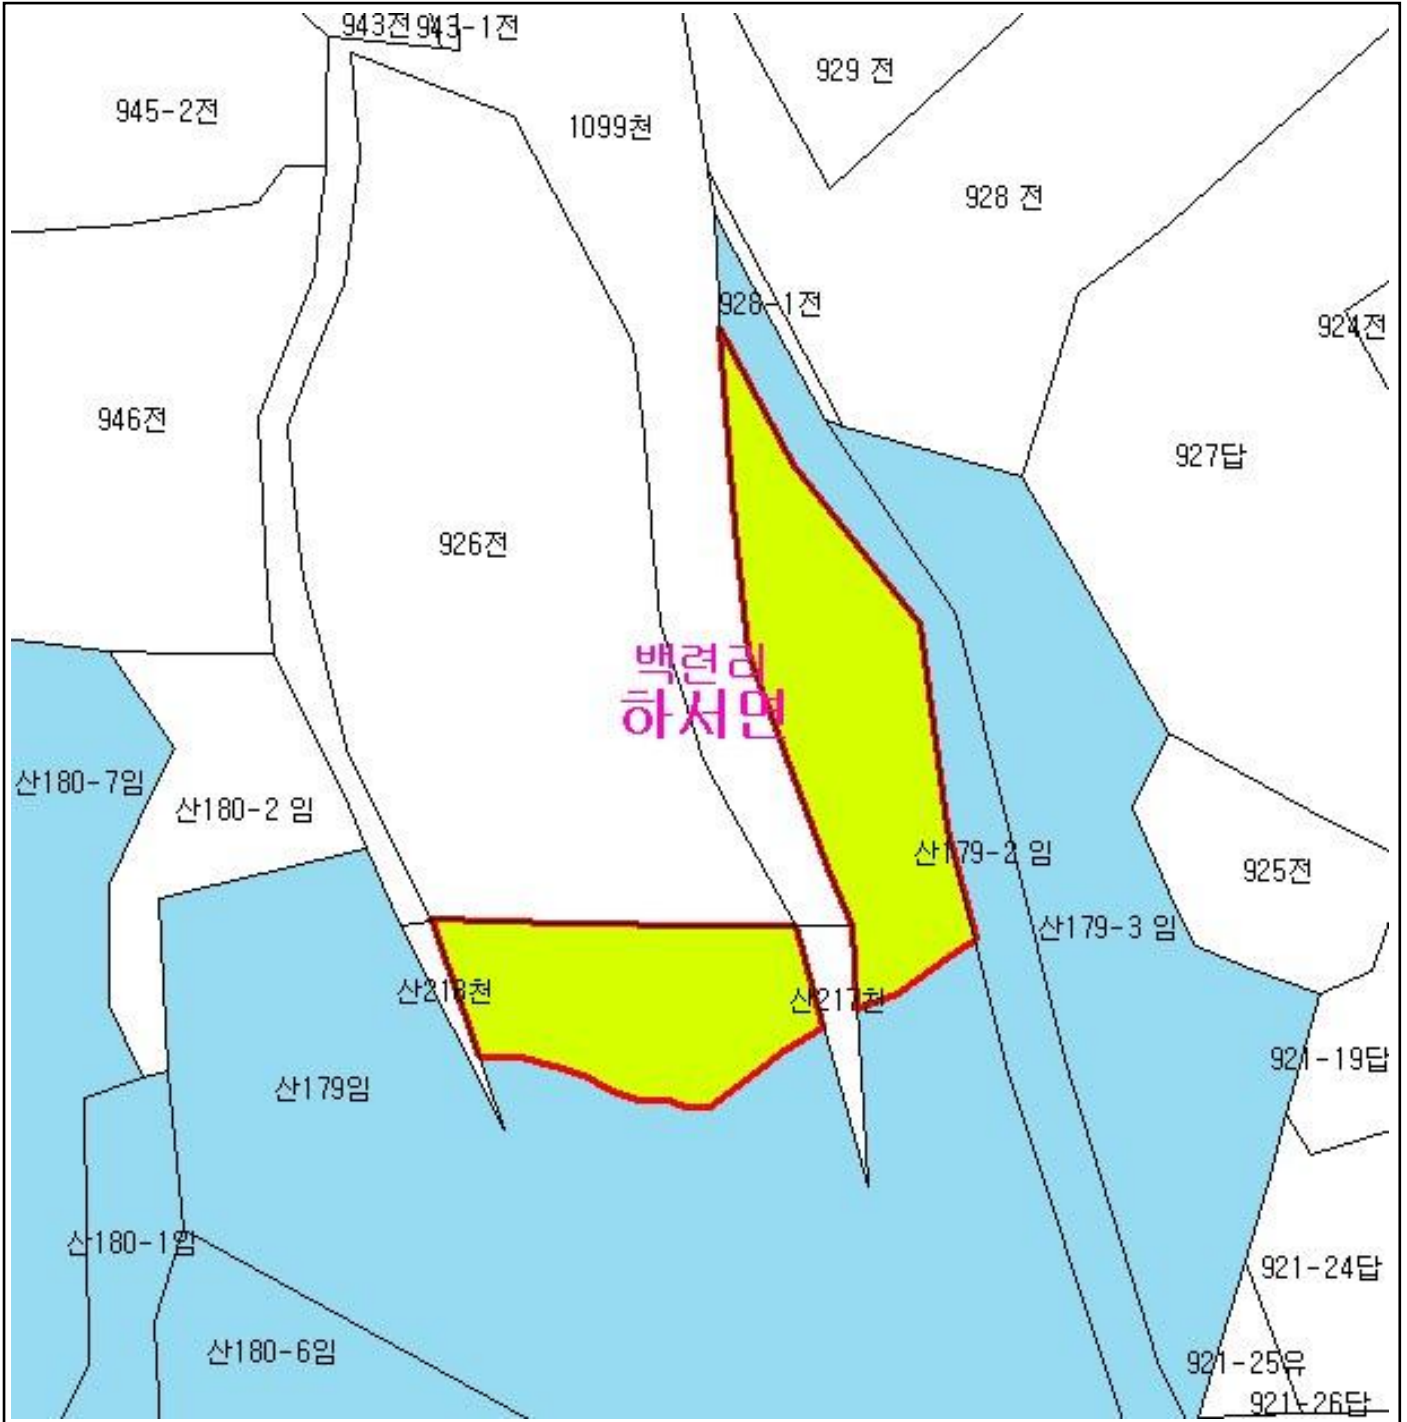 943전
943-1전
929 전
945-2전
1099천
928 전
928-1전
924전
946전
927답
926전
백련리
하서면
산180-7임
산180-2 임
산179-2 임
925전
산179-3 임
산218천
산217천
921-19답
산179임
산180-1임
921-24답
산180-6임
921-25유
921-26답